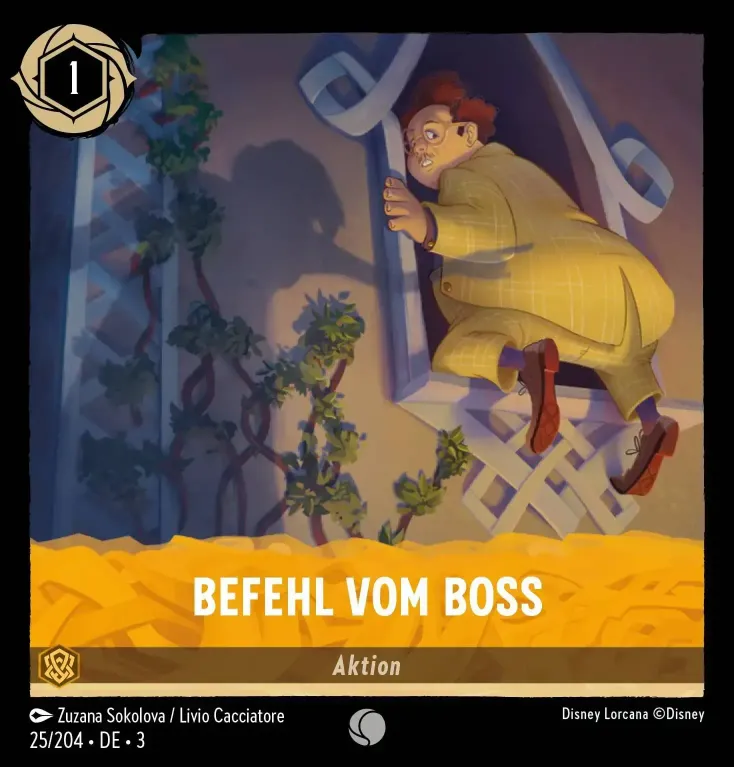 1
BEFEHL VOM BOSS
Aktion
Zuzana Sokolova / Livio Cacciatore
Disney Lorcana ©Disney
25/204 • DE • 3